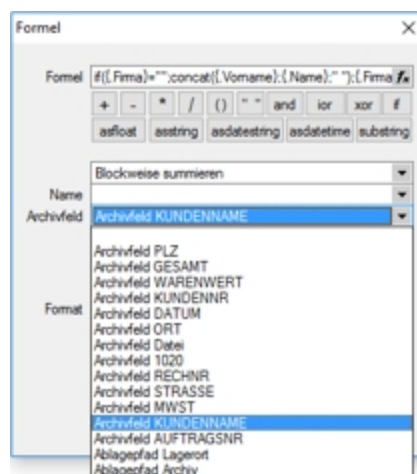 Formel
Formel if({.Firma}="";concat({.Vorname};{.Name};" ");{.Firma fx
+ - * / () " " and ior xor if
asfloat asstring asdatestring asdatetime substring
Blockweise summieren
Name
Archivfeld Archivfeld KUNDENNAME
Archivfeld PLZ
Archivfeld GESAMT
Archivfeld WARENWERT
Archivfeld KUNDENNR
Format Archivfeld DATUM
Archivfeld ORT
Archivfeld Datei
Archivfeld 1020
Archivfeld RECHNR
Archivfeld STRASSE
Archivfeld MWST
Archivfeld KUNDENNAME
Archivfeld AUFTRAGSNR
Ablagepfad Lagerort
Ablagepfad Archiv